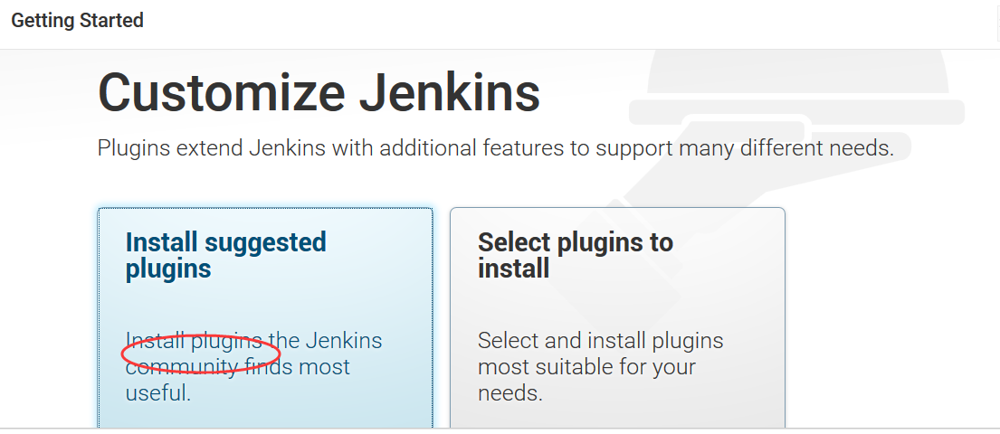 Getting Started
Customize Jenkins
Plugins extend Jenkins with additional features to support many different needs.
Install suggested
plugins
Install plugins the Jenkins
community finds most
useful.
Select plugins to
install
Select and install plugins
most suitable for your
needs.